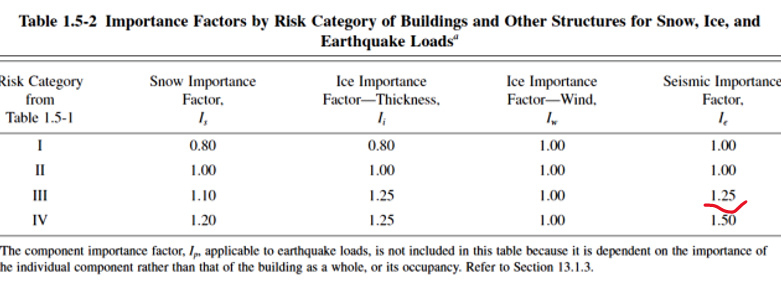 Table 1.5-2 Importance Factors by Risk Category of Buildings and Other Structures for Snow, Ice, and
Earthquake Loadsᵃ
Risk Category from Table 1.5-1 Snow Importance Factor, Iₛ Ice Importance Factor—Thickness, Iᵢ Ice Importance Factor—Wind, I_w Seismic Importance Factor, Iₑ
I 0.80 0.80 1.00 1.00
II 1.00 1.00 1.00 1.00
III 1.10 1.25 1.00 1.25
IV 1.20 1.25 1.00 1.50
The component importance factor, Iₚ, applicable to earthquake loads, is not included in this table because it is dependent on the importance of
he individual component rather than that of the building as a whole, or its occupancy. Refer to Section 13.1.3.